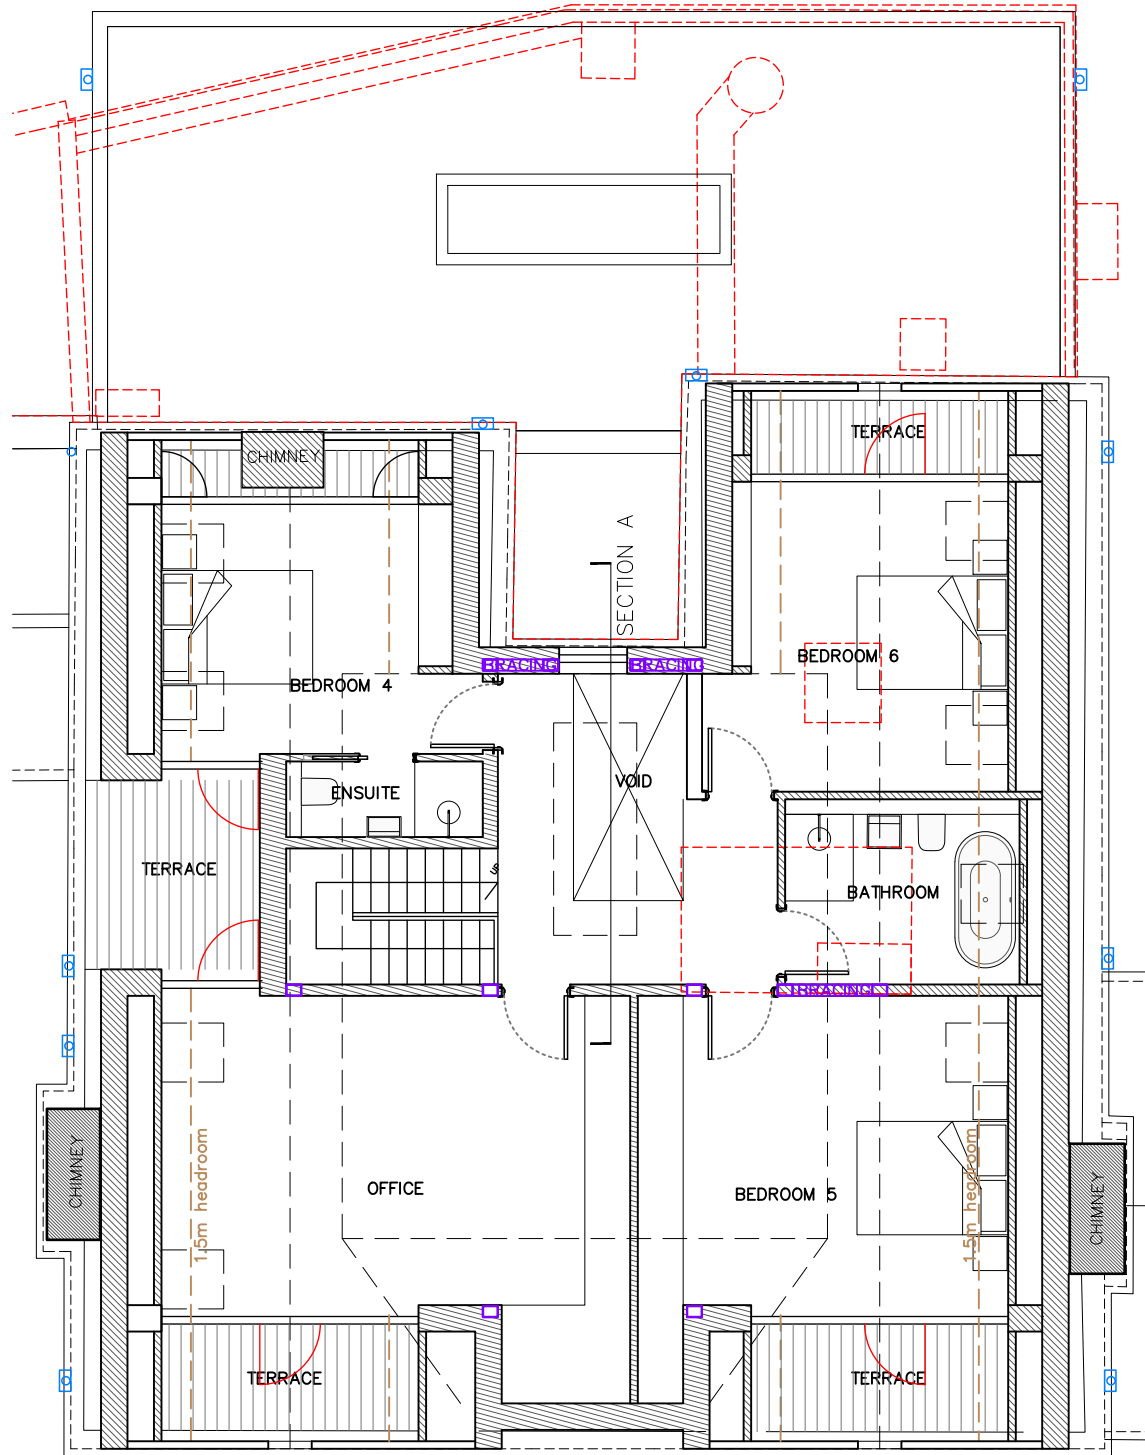 TERRACE
CHIMNEY
SECTION A
BRACING
BRACING
BEDROOM 6
BEDROOM 4
VOID
ENSUITE
UP
TERRACE
BATHROOM
BRACING
CHIMNEY
1.5m headroom
OFFICE
BEDROOM 5
1.5m headroom
CHIMNEY
TERRACE
TERRACE